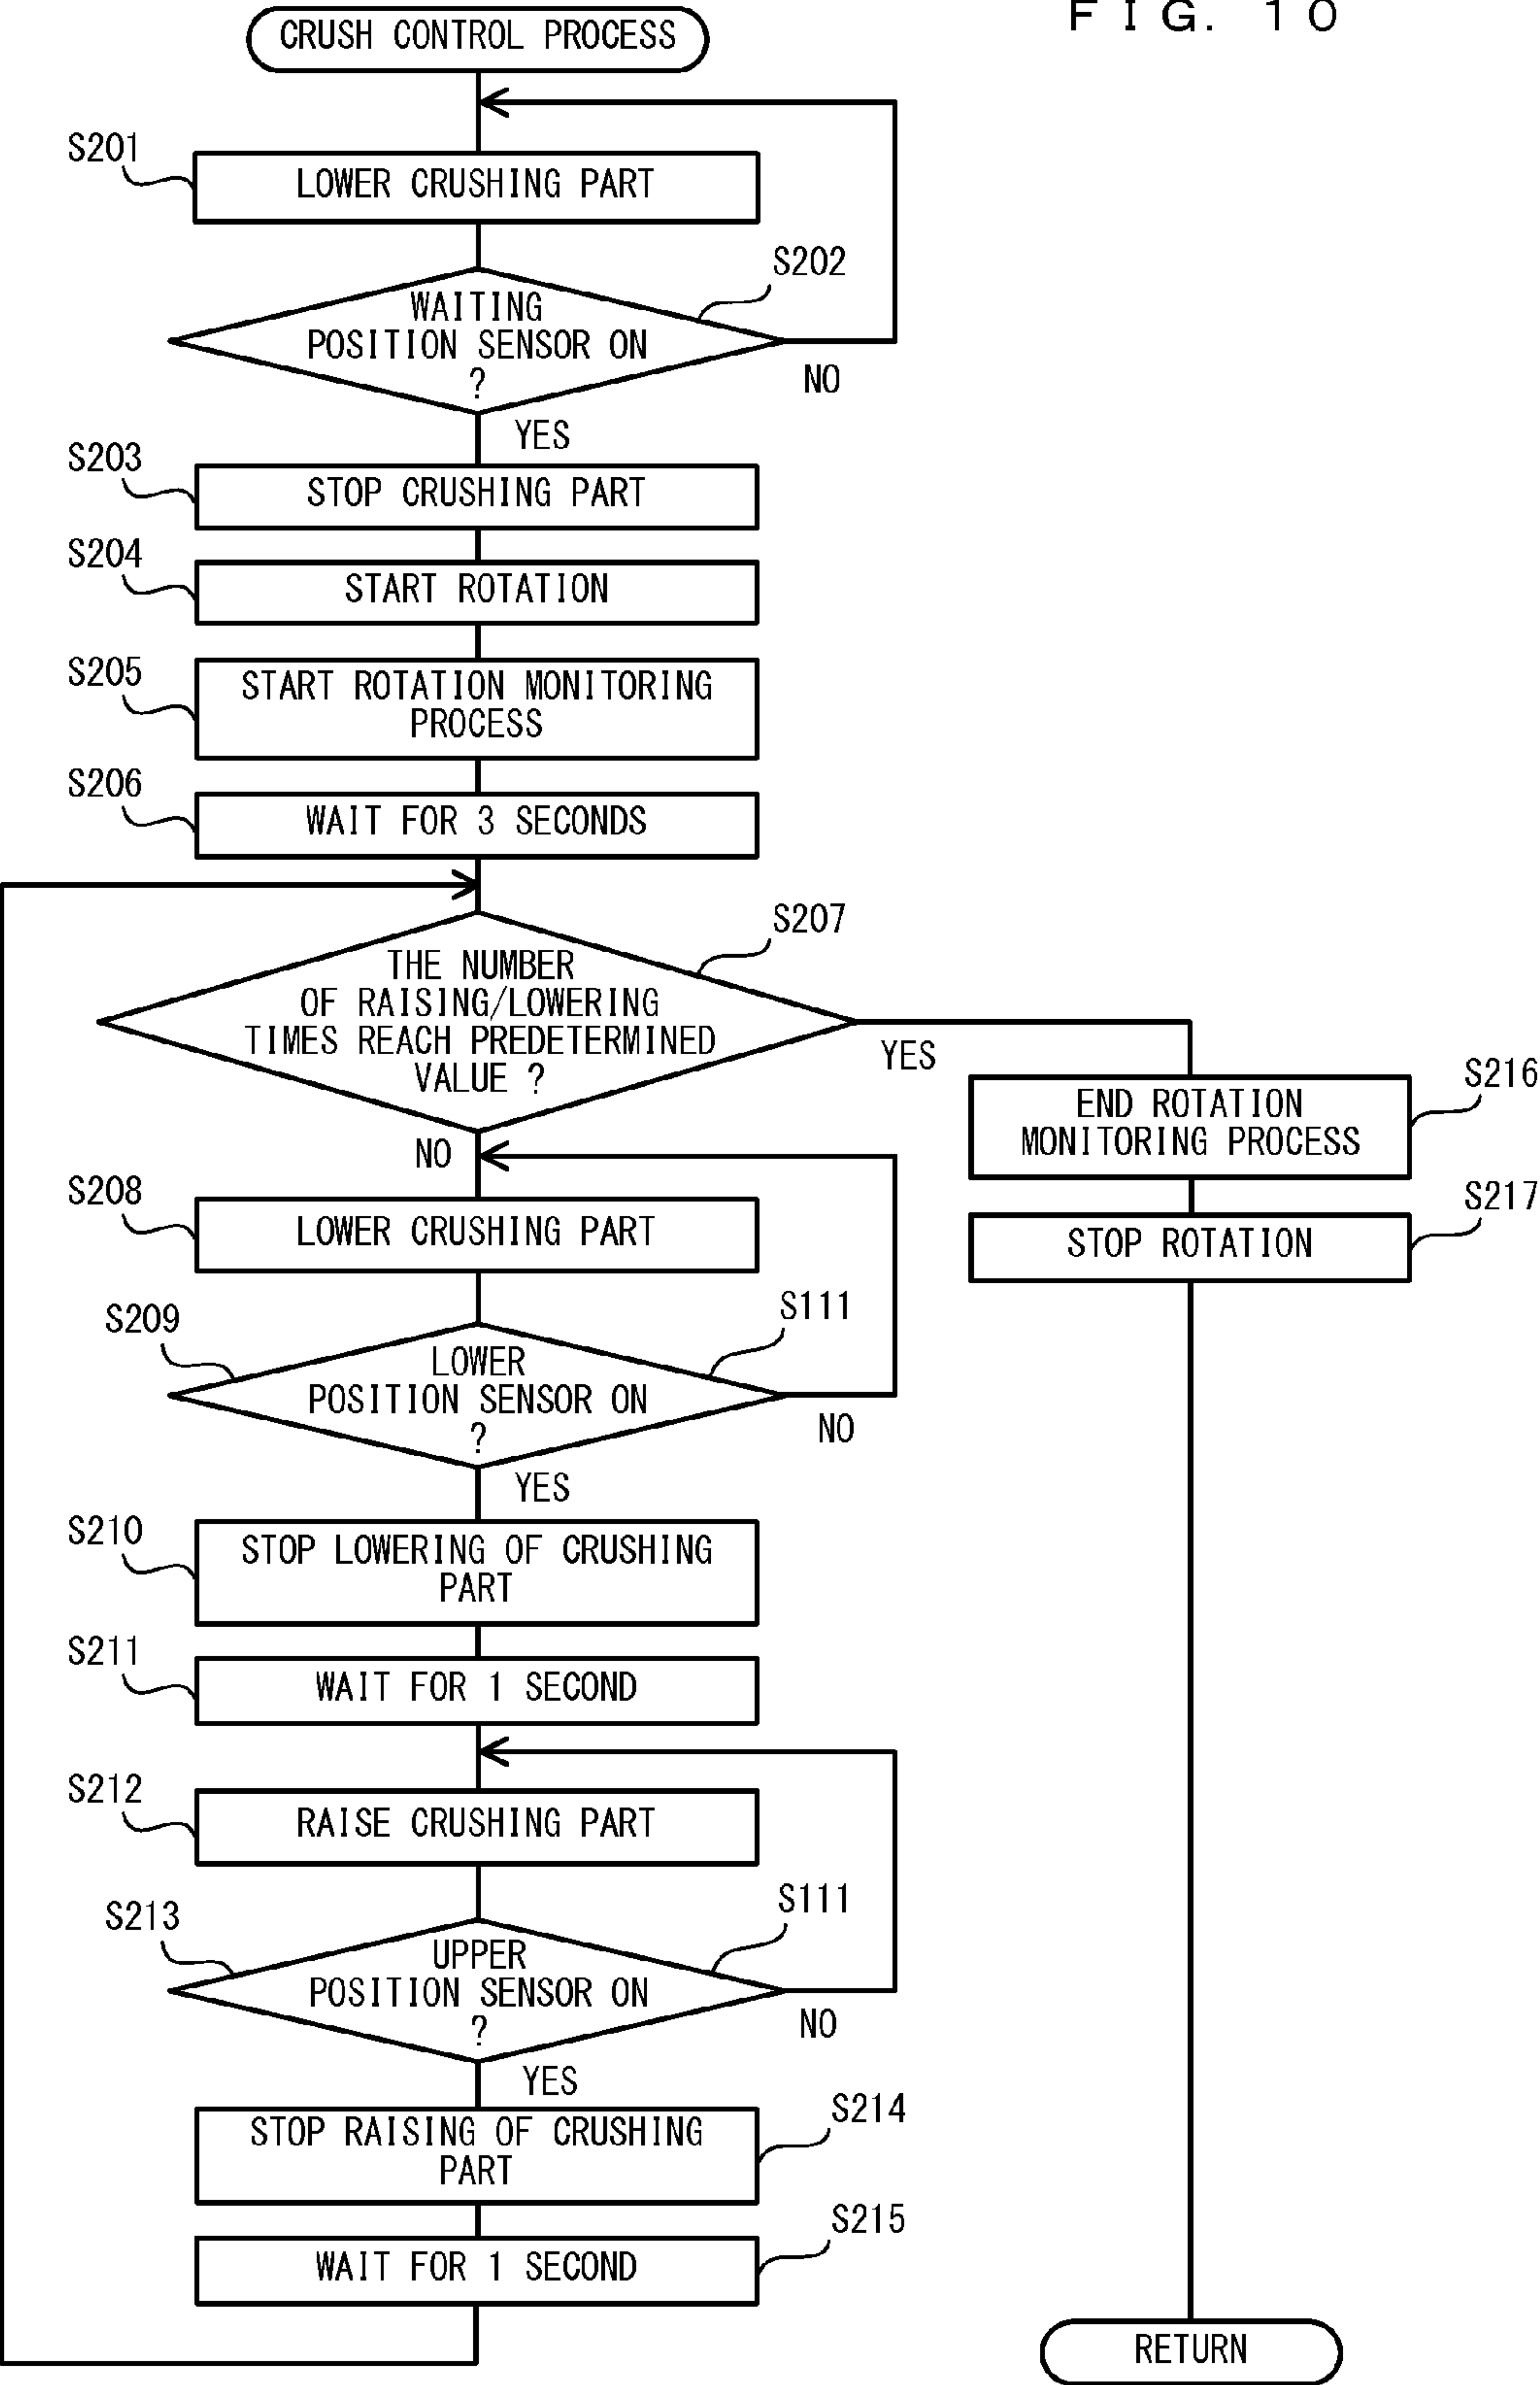 FIG. 10
CRUSH CONTROL PROCESS
S201
LOWER CRUSHING PART
S202
WAITING
POSITION SENSOR ON
?
NO
YES
S203
STOP CRUSHING PART
S204
START ROTATION
S205
START ROTATION MONITORING
PROCESS
S206
WAIT FOR 3 SECONDS
S207
THE NUMBER
OF RAISING/LOWERING
TIMES REACH PREDETERMINED
VALUE ?
YES
NO
S216
END ROTATION
MONITORING PROCESS
S217
STOP ROTATION
S208
LOWER CRUSHING PART
S209
S111
LOWER
POSITION SENSOR ON
?
NO
YES
S210
STOP LOWERING OF CRUSHING
PART
S211
WAIT FOR 1 SECOND
S212
RAISE CRUSHING PART
S213
S111
UPPER
POSITION SENSOR ON
?
NO
YES
S214
STOP RAISING OF CRUSHING
PART
S215
WAIT FOR 1 SECOND
RETURN